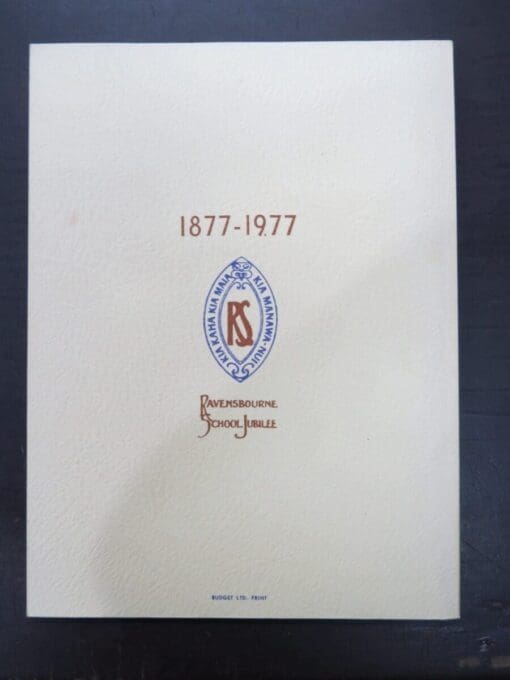 1877-1977
KIA KAHA KIA MAIA KIA MANAWA-NUI
RS
RAVENSBOURNE
SCHOOL JUBILEE
BUDGET LTD. PRINT